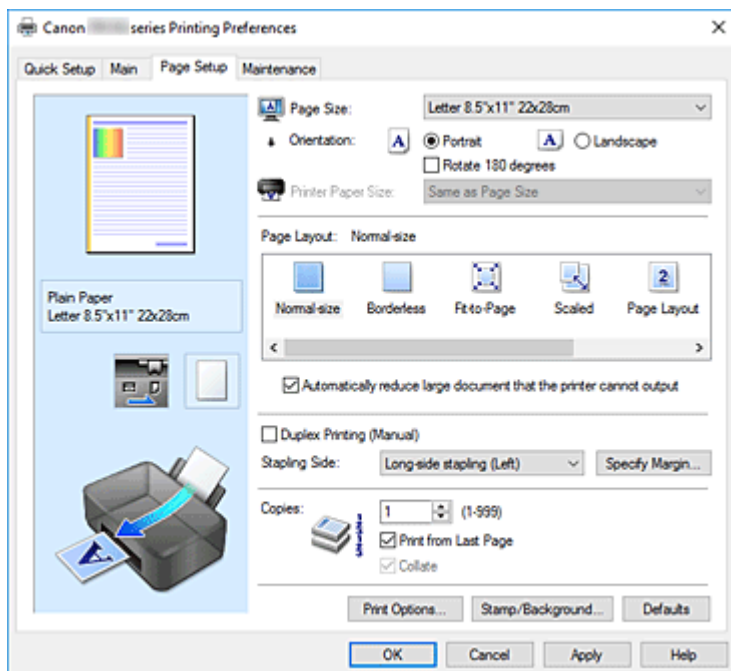 Canon series Printing Preferences
Quick Setup Main Page Setup Maintenance
Page Size: Letter 8.5"x11" 22x28cm
Orientation: A Portrait A Landscape
Rotate 180 degrees
Printer Paper Size: Same as Page Size
Page Layout: Normal-size
2
Normal-size Borderless Fit-to-Page Scaled Page Layout
Plain Paper
Letter 8.5"x11" 22x28cm
Automatically reduce large document that the printer cannot output
Duplex Printing (Manual)
Stapling Side: Long-side stapling (Left) Specify Margin...
Copies: 1 (1-999)
Print from Last Page
Collate
A
Print Options... Stamp/Background... Defaults
OK Cancel Apply Help